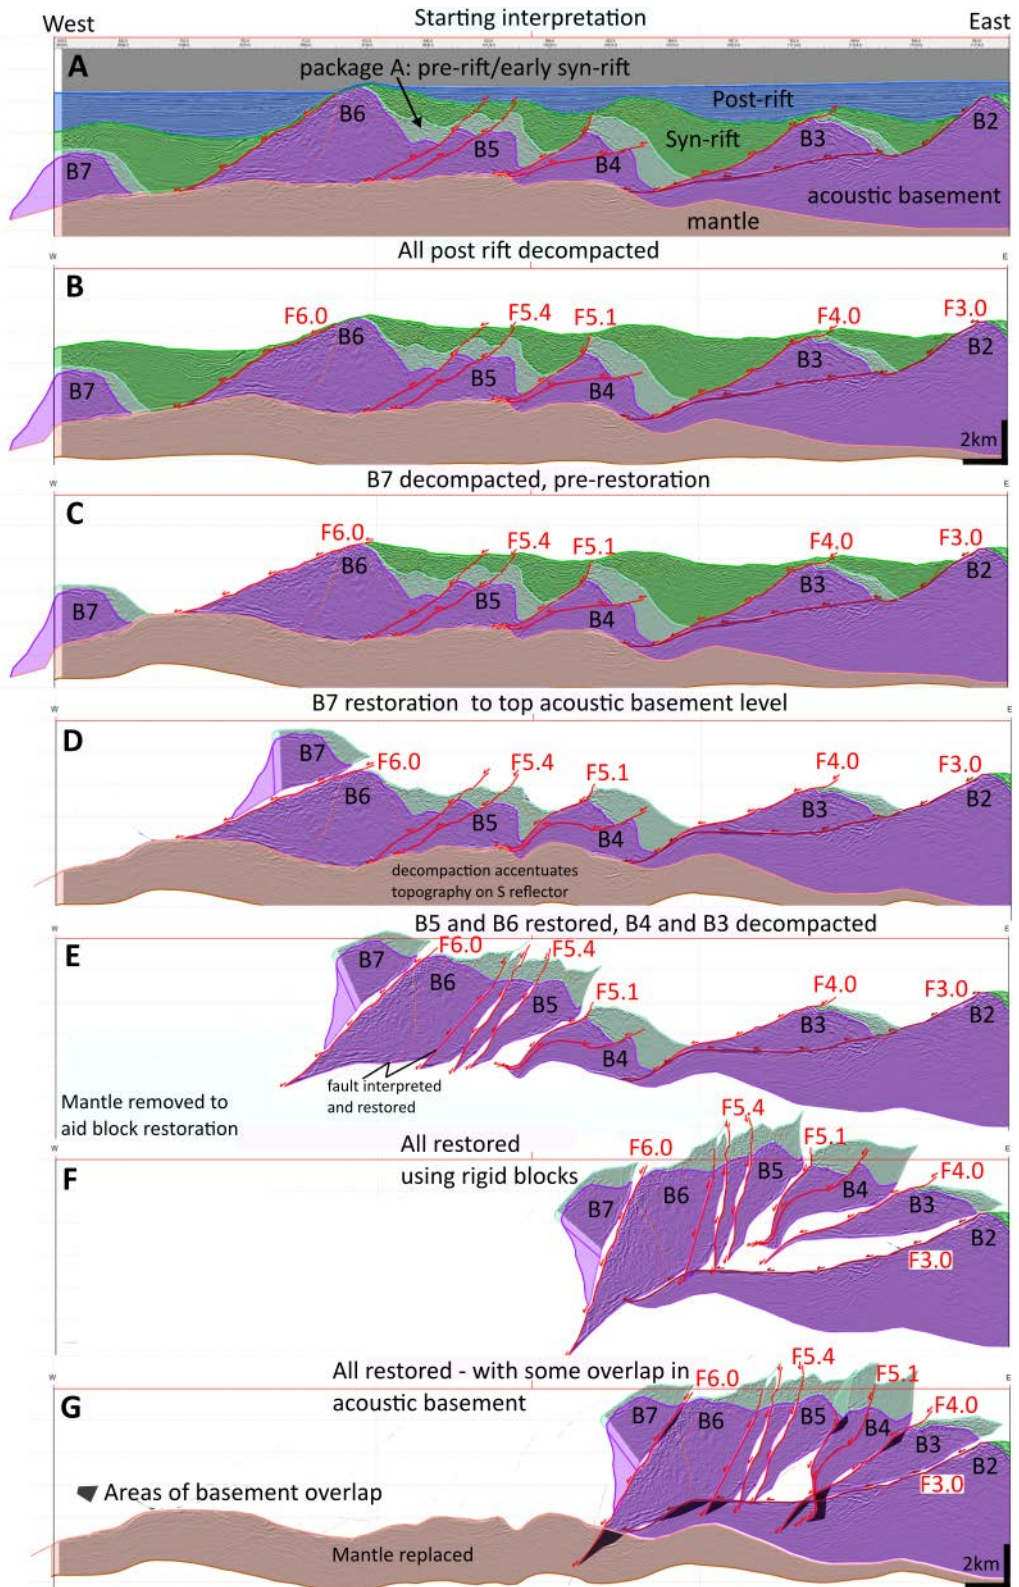 West
Starting interpretation
East
A
package A: pre-rift/early syn-rift
B6
Post-rift
B2
B5
Syn-rift
B3
B7
B4
acoustic basement
mantle
All post rift decompacted
W
E
B
F6.0
F5.4
F5.1
F4.0
F3.0
B6
B3
B2
B7
B5
B4
2km
B7 decompacted, pre-restoration
W
E
C
F6.0
F5.4
F5.1
F4.0
F3.0
B6
B3
B2
B7
B5
B4
B7 restoration to top acoustic basement level
W
E
D
B7
F6.0
F5.4
F5.1
F4.0
F3.0
B6
B3
B2
B5
B4
decompaction accentuates
topography on S reflector
B5 and B6 restored, B4 and B3 decompacted
W
E
E
B7
F6.0
F5.4
B6
B5
F5.1
F4.0
F3.0
B3
B2
B4
fault interpreted
and restored
Mantle removed to
aid block restoration
All restored
using rigid blocks
W
F
F6.0
F5.4
F5.1
F4.0
B7
B6
B5
B4
B3
B2
F3.0
All restored - with some overlap in
acoustic basement
W
E
G
F6.0
F5.4
F5.1
F4.0
B7
B6
B5
B4
B3
B2
F3.0
Areas of basement overlap
Mantle replaced
2km